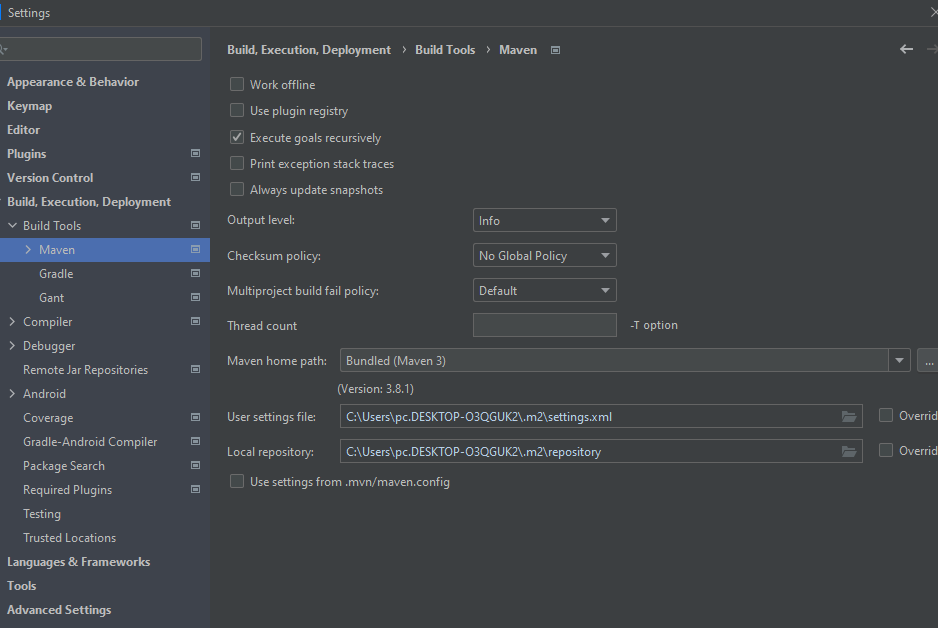 Settings
Build, Execution, Deployment › Build Tools › Maven
Appearance & Behavior
Keymap
Editor
Plugins
Version Control
Build, Execution, Deployment
Build Tools
Maven
Gradle
Gant
Compiler
Debugger
Remote Jar Repositories
Android
Coverage
Gradle-Android Compiler
Package Search
Required Plugins
Testing
Trusted Locations
Languages & Frameworks
Tools
Advanced Settings
Work offline
Use plugin registry
Execute goals recursively
Print exception stack traces
Always update snapshots
Output level: Info
Checksum policy: No Global Policy
Multiproject build fail policy: Default
Thread count -T option
Maven home path: Bundled (Maven 3) ...
(Version: 3.8.1)
User settings file: C:\Users\pc.DESKTOP-O3QGUK2\.m2\settings.xml Overrid
Local repository: C:\Users\pc.DESKTOP-O3QGUK2\.m2\repository Overrid
Use settings from .mvn/maven.config